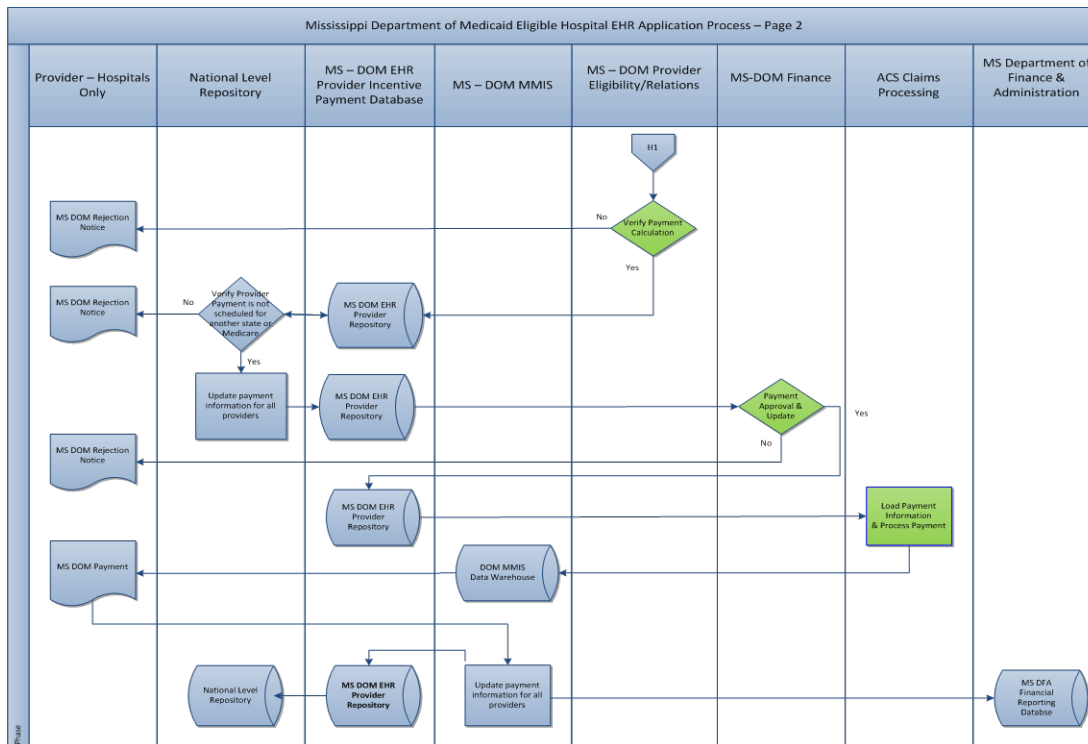 Mississippi Department of Medicaid Eligible Hospital EHR Application Process – Page 2
Provider – Hospitals
Only
National Level
Repository
MS – DOM EHR
Provider Incentive
Payment Database
MS – DOM MMIS
MS – DOM Provider
Eligibility/Relations
MS-DOM Finance
ACS Claims
Processing
MS Department of
Finance &
Administration
H1
MS DOM Rejection
Notice
No
Verify Payment
Calculation
Yes
MS DOM Rejection
Notice
No
Verify Provider
Payment is not
scheduled for
another state or
Medicare
MS DOM EHR
Provider
Repository
Yes
Update payment
information for all
providers
MS DOM EHR
Provider
Repository
Payment
Approval &
Update
Yes
No
MS DOM Rejection
Notice
MS DOM EHR
Provider
Repository
Load Payment
Information
& Process Payment
MS DOM Payment
DOM MMIS
Data Warehouse
National Level
Repository
MS DOM EHR
Provider
Repository
Update payment
information for all
providers
MS DFA
Financial
Reporting
Databse
Phase